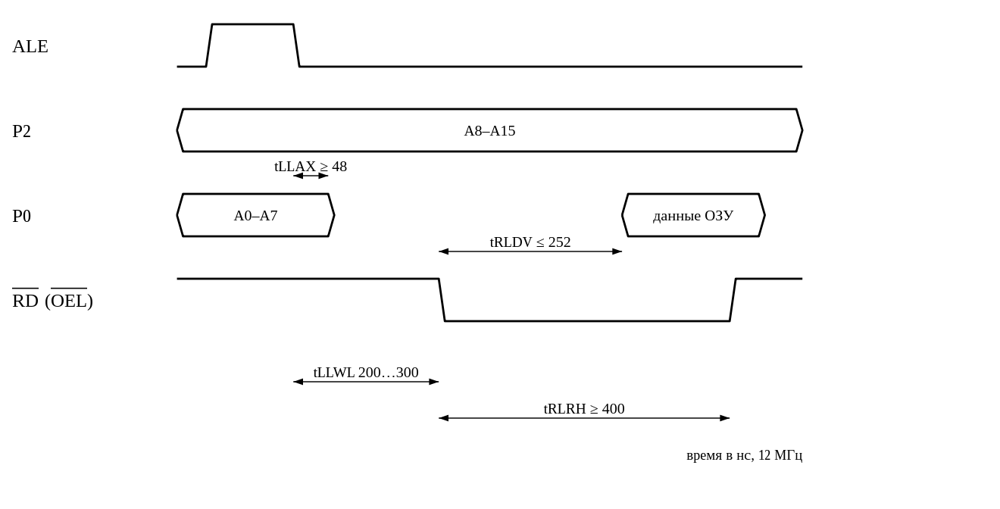 ALE
P2
A8–A15
tLLAX ≥ 48
P0
A0–A7
данные ОЗУ
tRLDV ≤ 252
RD (OEL)
tLLWL 200…300
tRLRH ≥ 400
время в нс, 12 МГц